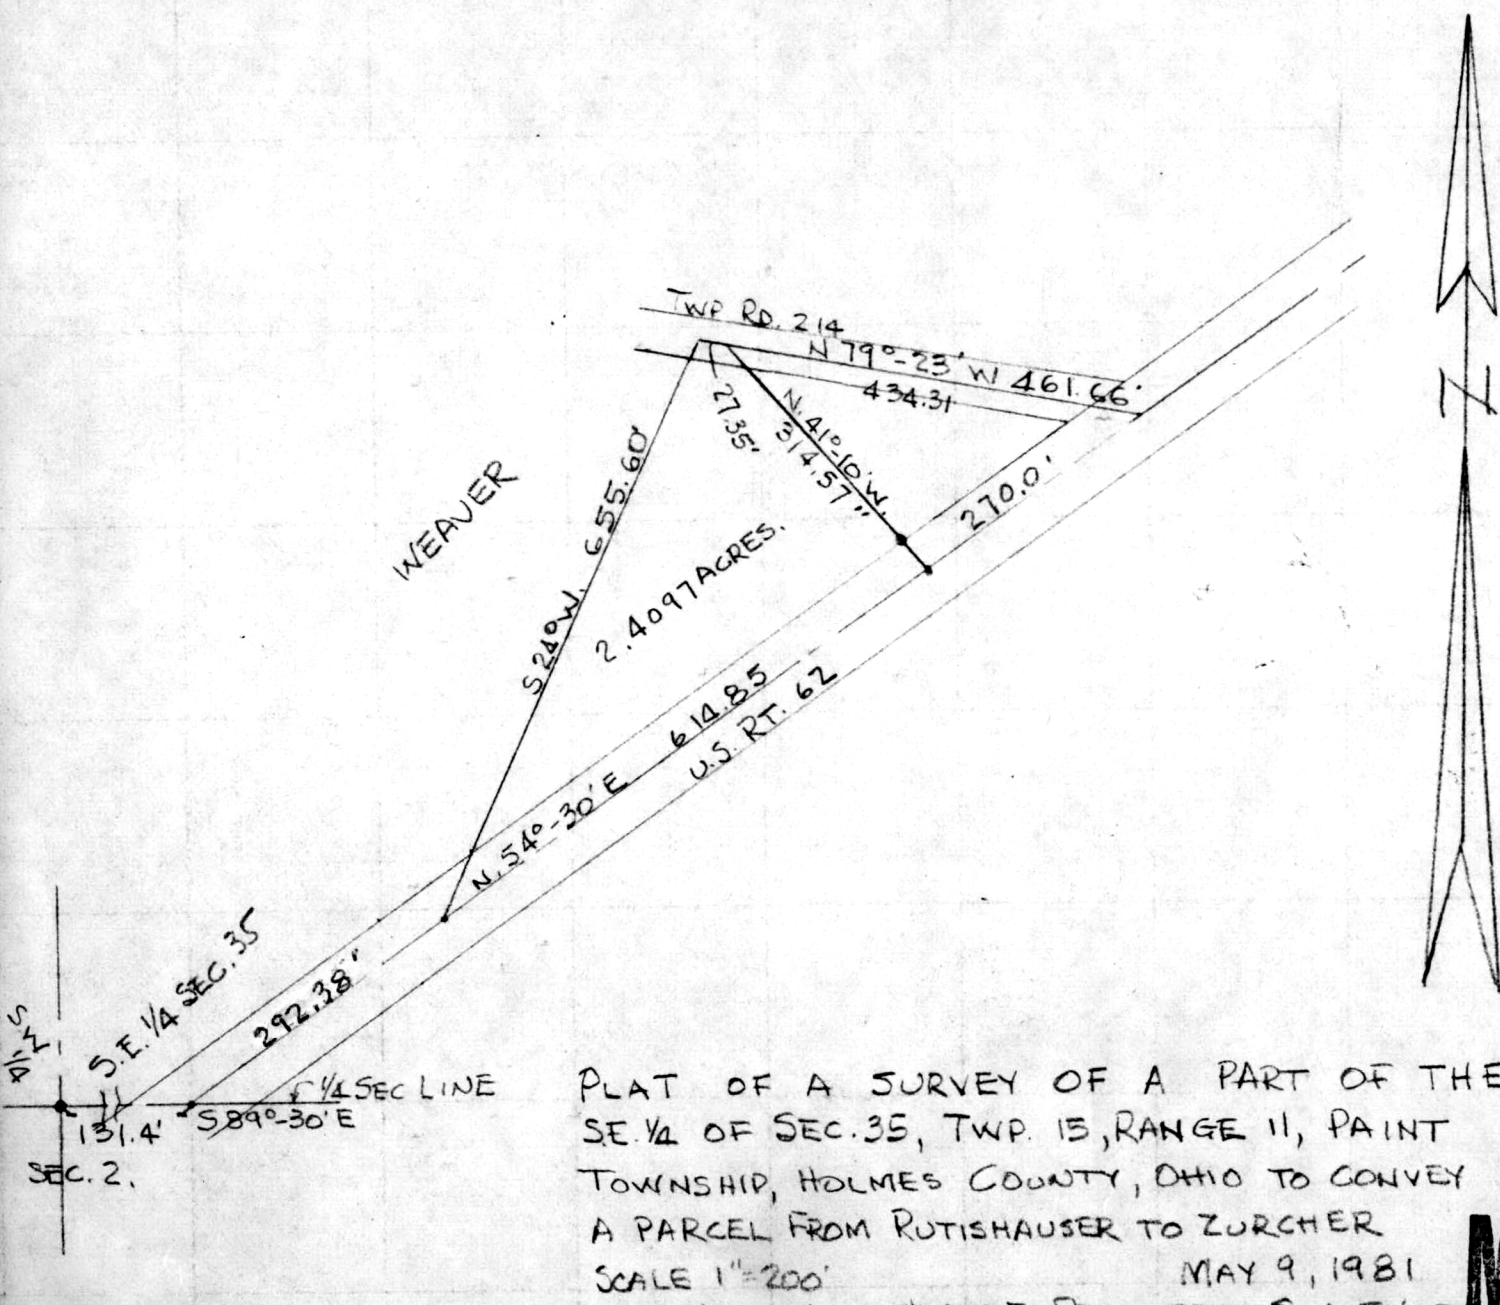 TWP RD. 214
N 79°-23' W 461.66'
434.31
27.35'
N. 41°-10' W.
314.57"
270.0'
WEAVER
S 24° W. 655.60'
2.4097 ACRES.
614.85
N. 54°-30' E
U.S. RT. 62
S.E. 1/4 SEC. 35
292.38"
SW 1/4
1/4 SEC LINE
131.4'
S 89°-30' E
SEC. 2.
N
PLAT OF A SURVEY OF A PART OF THE
SE. 1/4 OF SEC. 35, TWP. 15, RANGE 11, PAINT
TOWNSHIP, HOLMES COUNTY, OHIO TO CONVEY
A PARCEL FROM RUTISHAUSER TO ZURCHER
SCALE 1"=200'
MAY 9, 1981